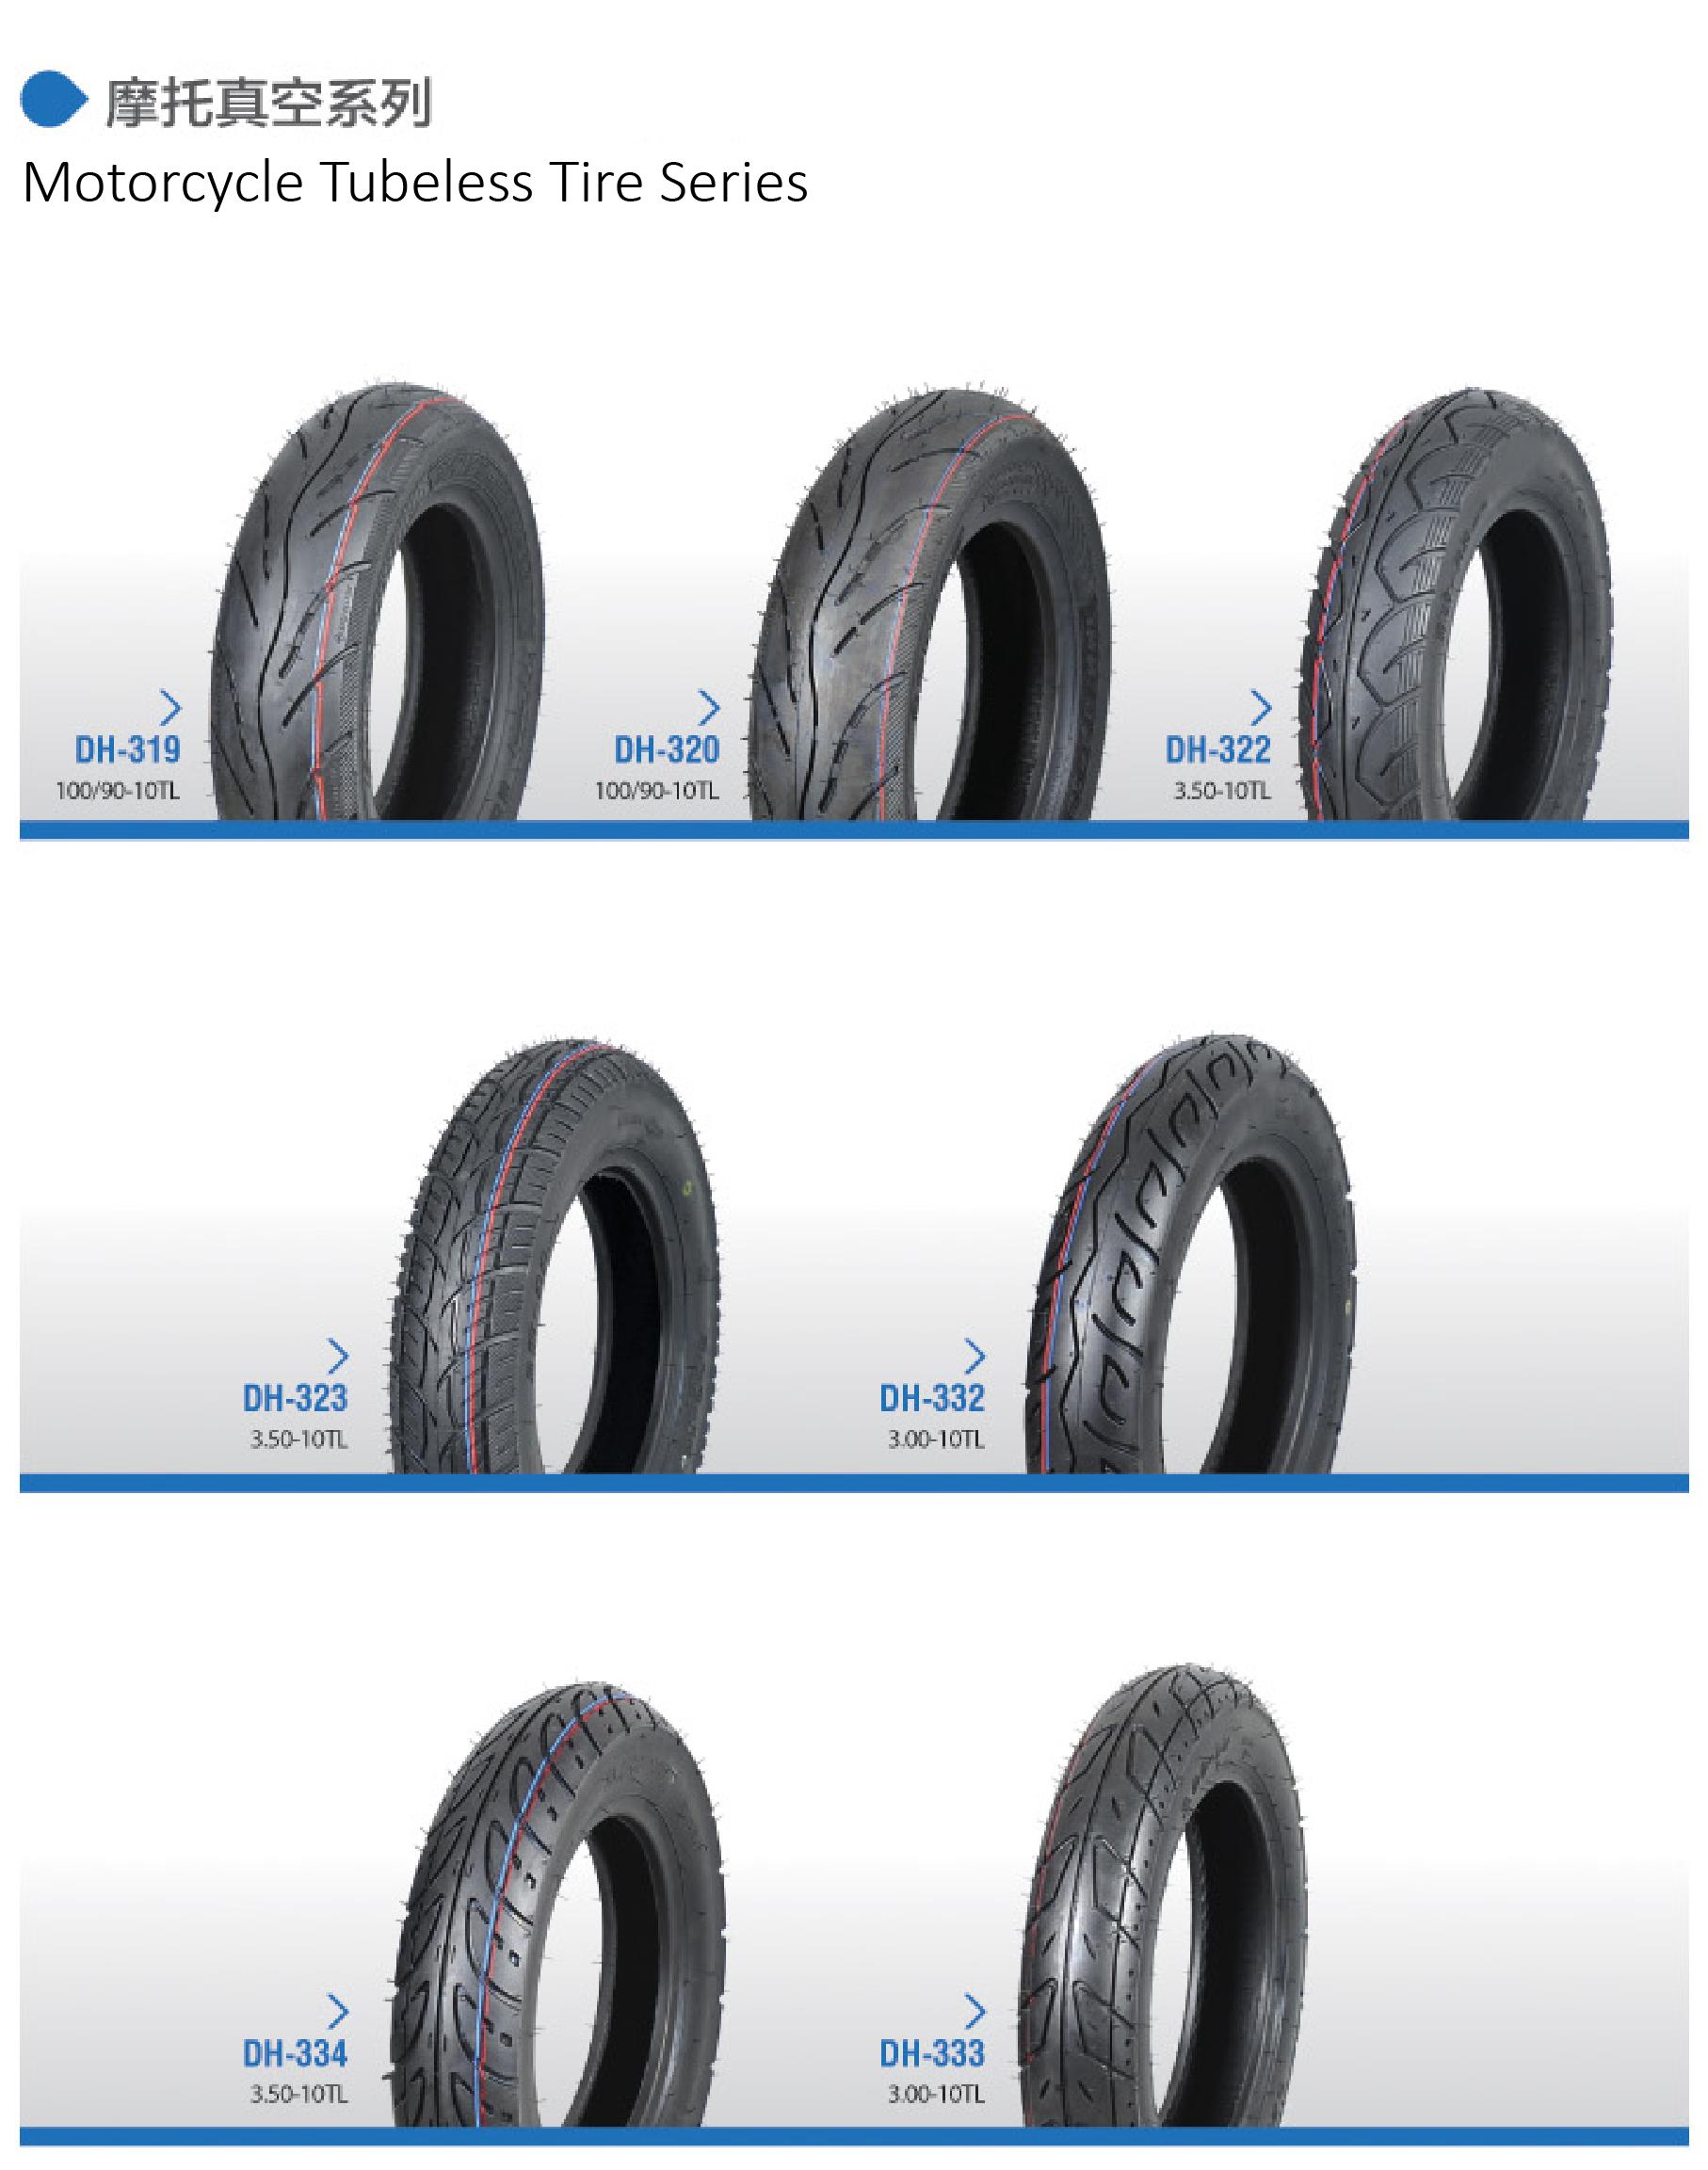 摩托真空系列
Motorcycle Tubeless Tire Series
DH-319
100/90-10TL
DH-320
100/90-10TL
DH-322
3.50-10TL
DH-323
3.50-10TL
DH-332
3.00-10TL
DH-334
3.50-10TL
DH-333
3.00-10TL